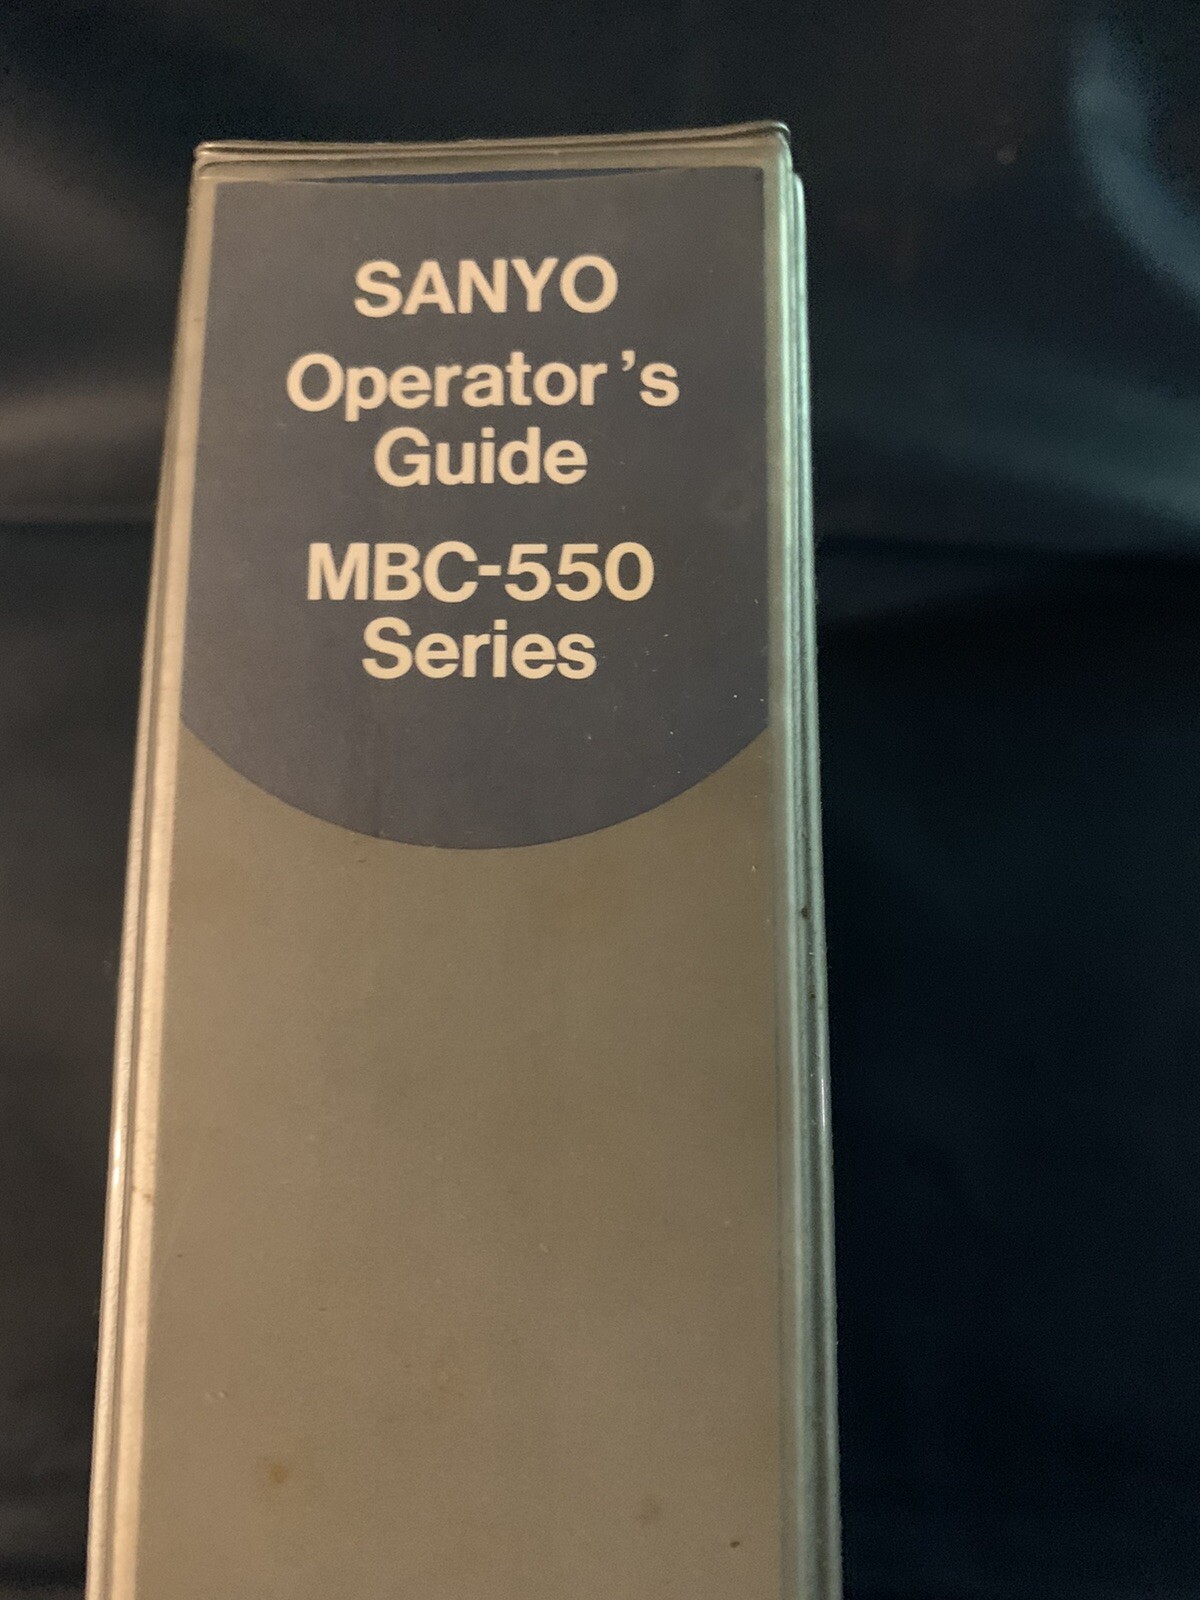 SANYO
Operator's
Guide
MBC-550
Series